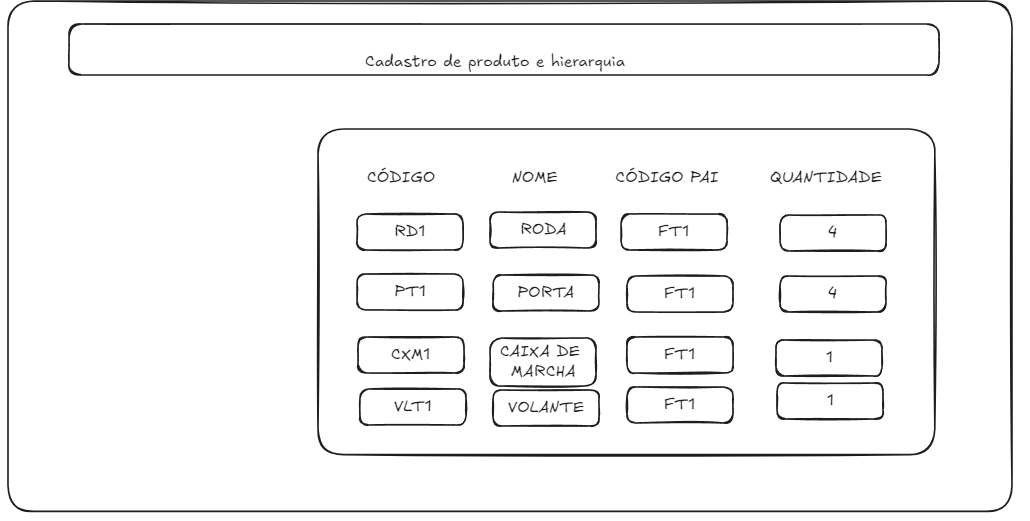 Cadastro de produto e hierarquia
CÓDIGO NOME CÓDIGO PAI QUANTIDADE
RD1 RODA FT1 4
PT1 PORTA FT1 4
CXM1 CAIXA DE MARCHA FT1 1
VLT1 VOLANTE FT1 1